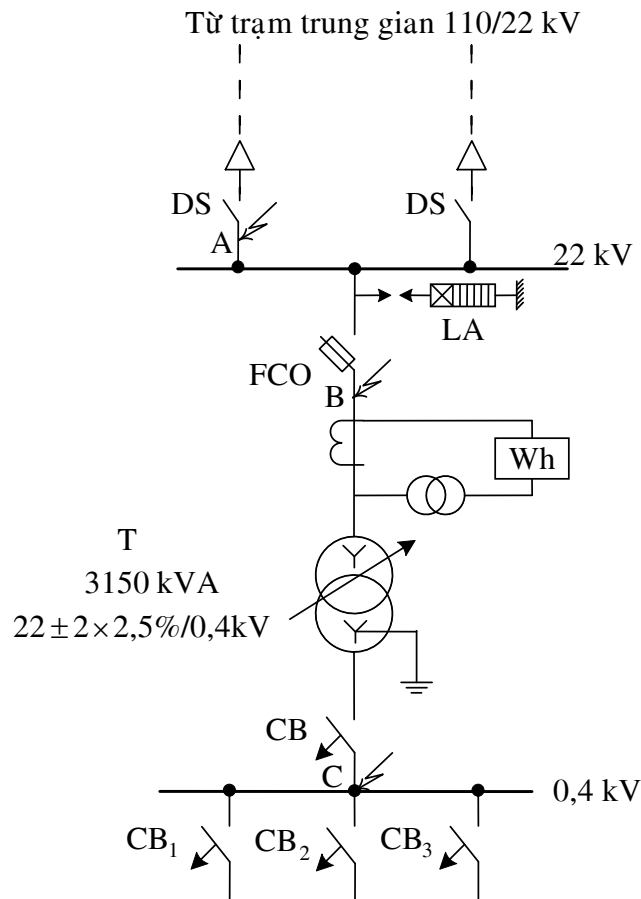 Từ trạm trung gian 110/22 kV
DS
DS
A
22 kV
LA
FCO
B
Wh
T
3150 kVA
22 ± 2 × 2,5%/0,4kV
CB
C
0,4 kV
CB1
CB2
CB3